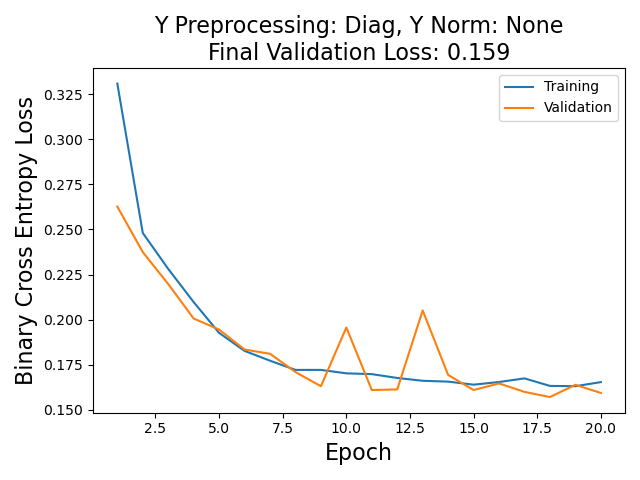 Y Preprocessing: Diag, Y Norm: None
Final Validation Loss: 0.159
Training
Validation
Binary Cross Entropy Loss
0.325
0.300
0.275
0.250
0.225
0.200
0.175
0.150
2.5 5.0 7.5 10.0 12.5 15.0 17.5 20.0
Epoch